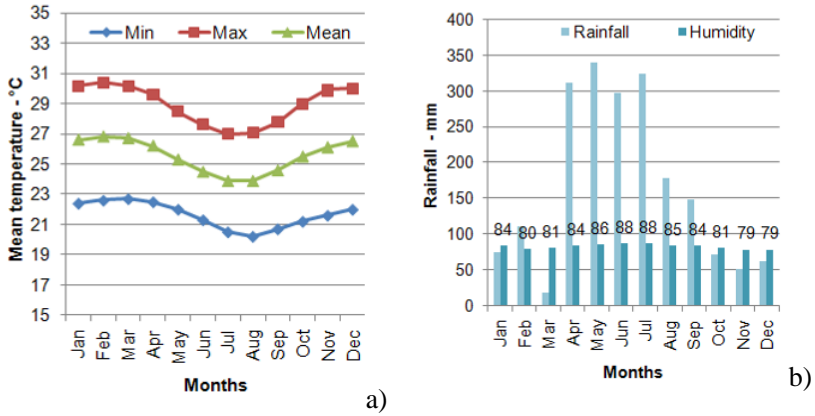 Mean temperature - °C
35
33
31
29
27
25
23
21
19
17
15
Min Max Mean
Jan Feb Mar Apr May Jun Jul Aug Sep Oct Nov Dec
Months
a)
Rainfall - mm
400
350
300
250
200
150
100
50
0
Rainfall Humidity
84 80 81 84 86 88 88 85 84 81 79 79
Jan Feb Mar Apr May Jun Jul Aug Sep Oct Nov Dec
Months
b)